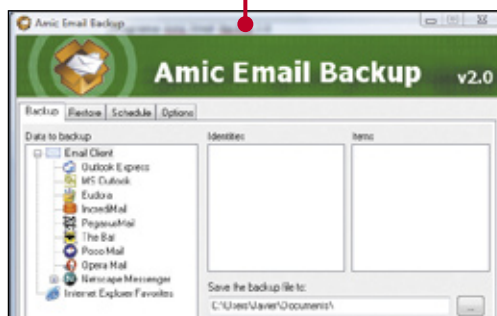 Amic Email Backup
Amic Email Backup v2.0
Backup Restore Schedule Options
Data to backup
Identities
Items
Email Client
Outlook Express
MS Outlook
Eudora
IncrediMail
PegasusMail
The Bat
Poco Mail
Opera Mail
Netscape Messenger
Internet Explorer Favorites
Save the backup file to:
C:\Users\Javier\Documents\
...